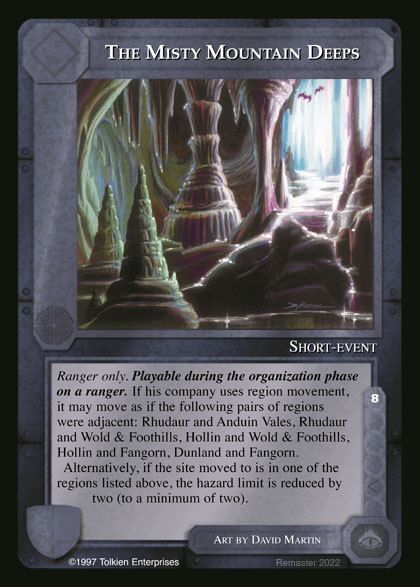 The Misty Mountain Deeps
Short-event
Ranger only. Playable during the organization phase
on a ranger. If his company uses region movement,
it may move as if the following pairs of regions
were adjacent: Rhudaur and Anduin Vales, Rhudaur
and Wold & Foothills, Hollin and Wold & Foothills,
Hollin and Fangorn, Dunland and Fangorn.
Alternatively, if the site moved to is in one of the
regions listed above, the hazard limit is reduced by
two (to a minimum of two).
8
Art by David Martin
©1997 Tolkien Enterprises
Remaster 2022